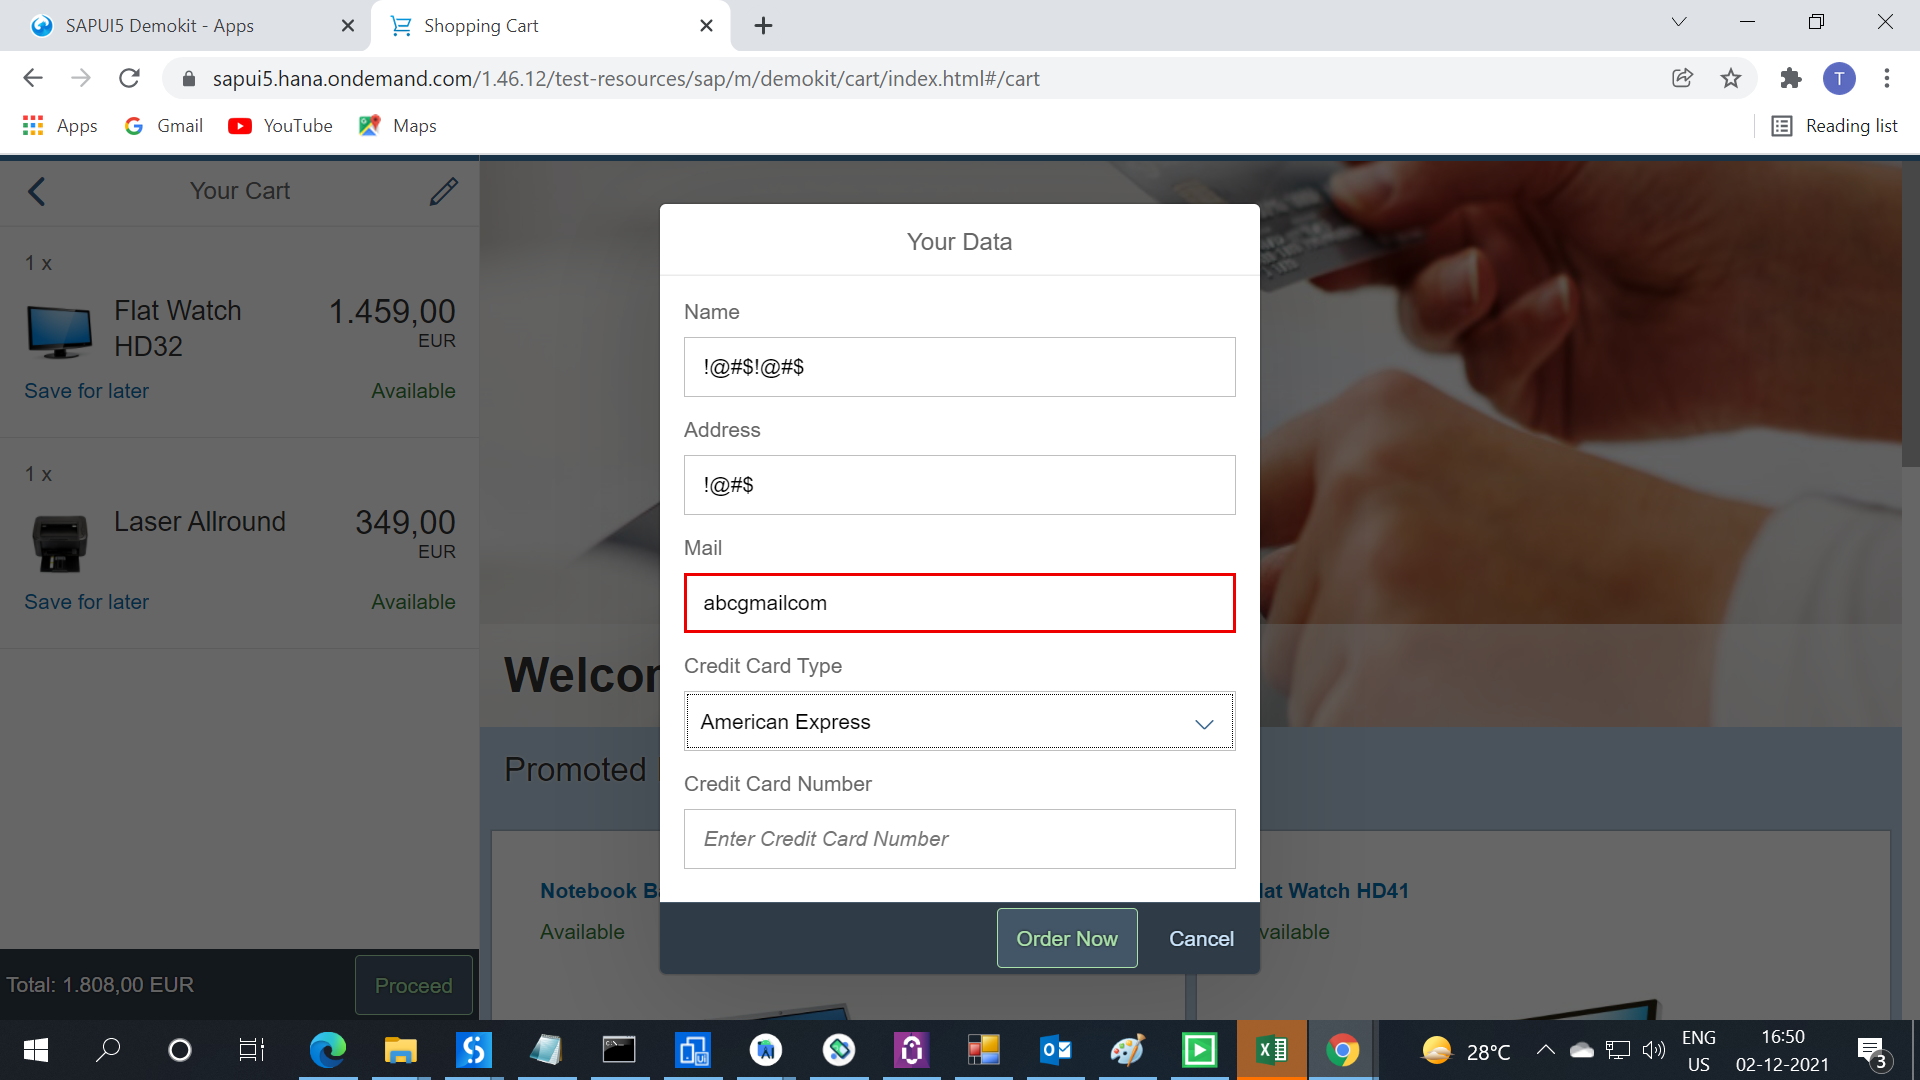 SAPUI5 Demokit - Apps
Shopping Cart
sapui5.hana.ondemand.com/1.46.12/test-resources/sap/m/demokit/cart/index.html#/cart
T
Apps
Gmail
YouTube
Maps
Reading list
Your Cart
1 x
Flat Watch
HD32
1.459,00
EUR
Save for later
Available
1 x
Laser Allround
349,00
EUR
Save for later
Available
Total: 1.808,00 EUR
Proceed
Your Data
Name
!@#$!@#$
Address
!@#$
Mail
abcgmailcom
Credit Card Type
American Express
Credit Card Number
Enter Credit Card Number
Order Now
Cancel
Promoted
Notebook
Available
Watch HD41
28°C
ENG
US
16:50
02-12-2021
3